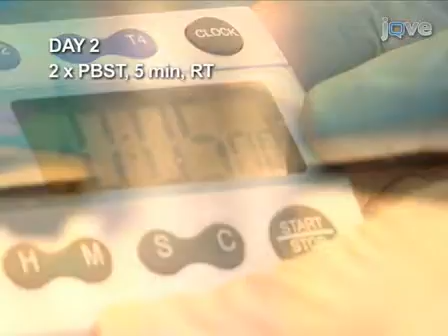 DAY 2
2 x PBST, 5 min, RT
jove
T4
CLOCK
H M S C
START
STOP